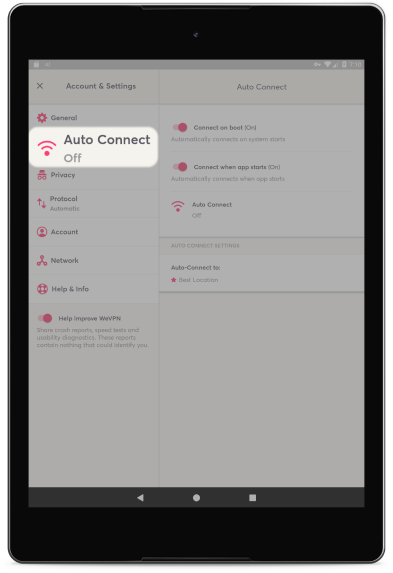 7:10
Account & Settings
Auto Connect
General
Auto Connect
Off
Privacy
Protocol
Automatic
Account
Network
Help & Info
Help improve WeVPN
Share crash reports, speed tests and
usability diagnostics. These reports
contain nothing that could identify you.
Connect on boot (On)
Automatically connects on system starts
Connect when app starts (On)
Automatically connects when app starts
Auto Connect
Off
AUTO CONNECT SETTINGS
Auto-Connect to:
Best Location